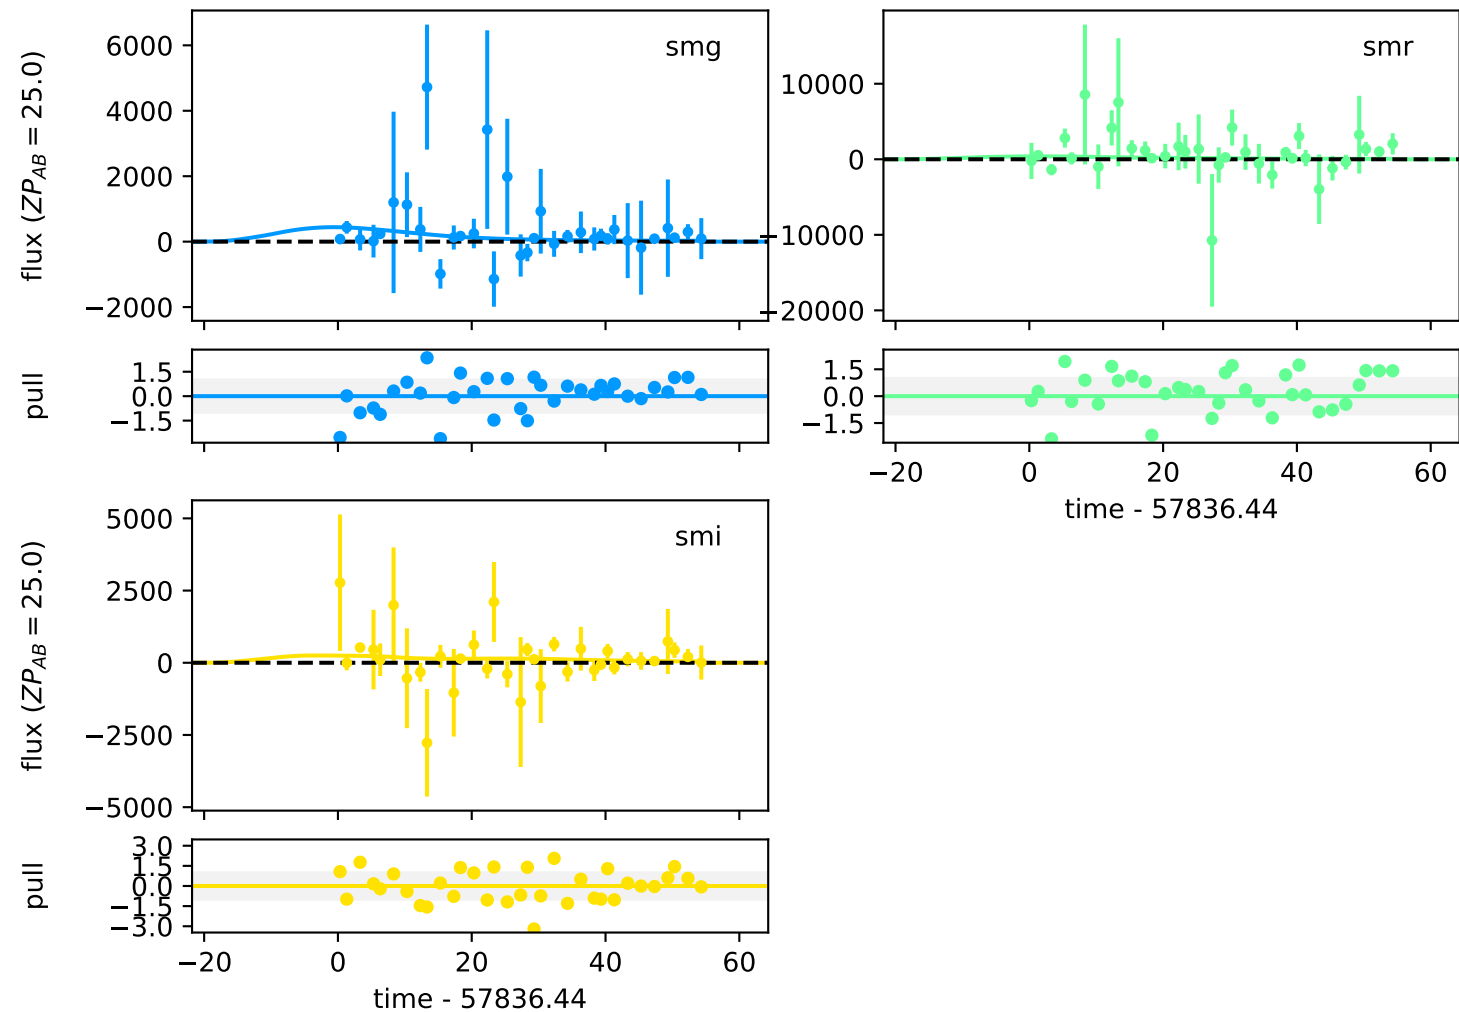 smg
flux (ZP_AB = 25.0)
6000
4000
2000
0
−2000
smr
10000
0
−10000
−20000
pull
1.5
0.0
−1.5
1.5
0.0
−1.5
−20 0 20 40 60
time - 57836.44
smi
flux (ZP_AB = 25.0)
5000
2500
0
−2500
−5000
pull
3.0
1.5
0.0
−1.5
−3.0
−20 0 20 40 60
time - 57836.44